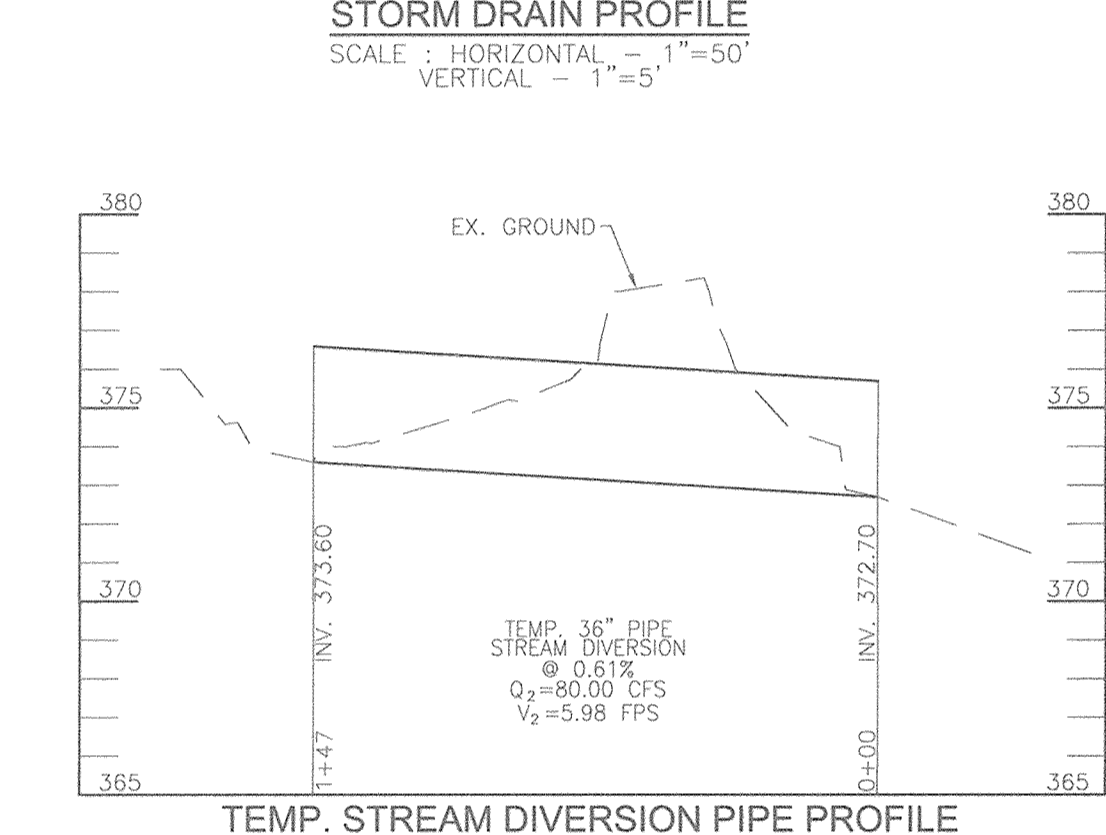 STORM DRAIN PROFILE
SCALE : HORIZONTAL - 1"=50'
VERTICAL - 1"=5'
380
380
EX. GROUND
375
375
370
370
INV. 373.60
INV. 372.70
TEMP. 36" PIPE
STREAM DIVERSION
@ 0.61%
Q₂=80.00 CFS
V₂=5.98 FPS
1+47
0+00
365
365
TEMP. STREAM DIVERSION PIPE PROFILE